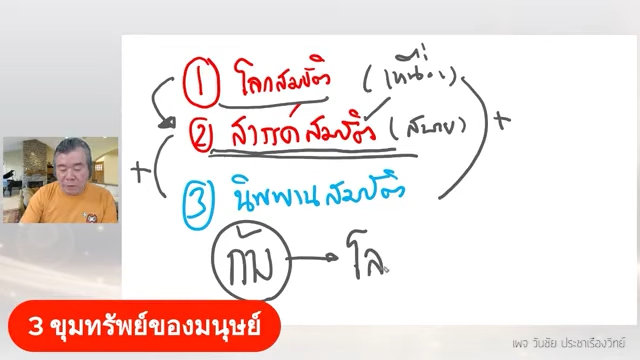 ① โลกสมบัติ (เหนื่อย)
② สวรรค์สมบัติ (สบาย)
+
+
③ นิพพานสมบัติ
กับ → โล
3 ขุมทรัพย์ของมนุษย์
เพจ วันชัย ประชาเรืองวิทย์